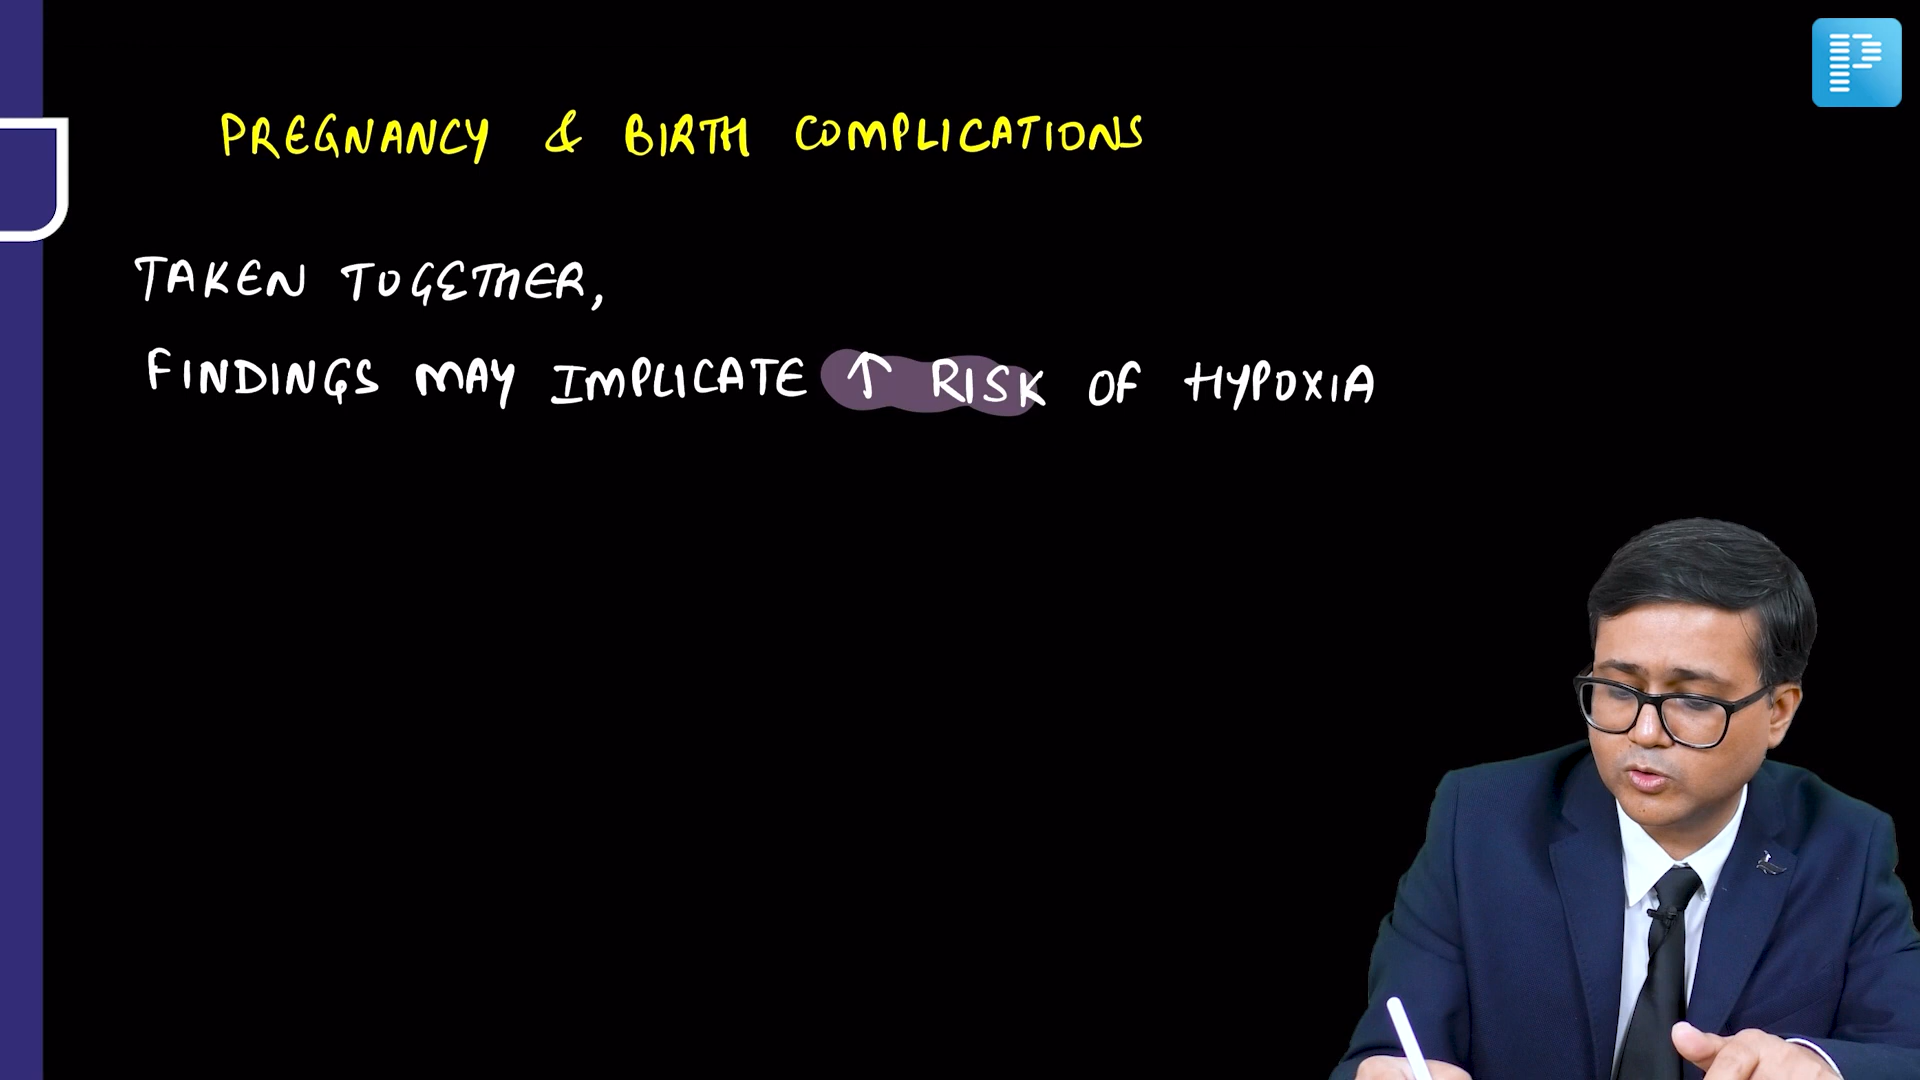 PREGNANCY & BIRTH COMPLICATIONS
TAKEN TOGETHER,
FINDINGS MAY IMPLICATE ↑ RISK OF HYPOXIA